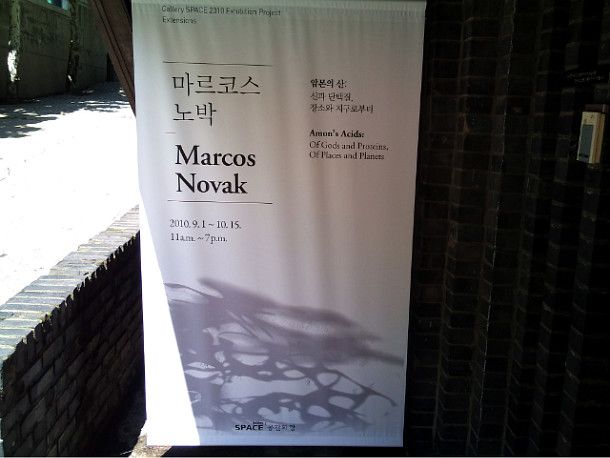 Gallery SPACE 2010 Exhibition Project
Extensions
마르코스
노박
Marcos
Novak
2010. 9. 1 ~ 10. 15.
11a.m. ~ 7p.m.
암몬의 산:
신과 단백질,
장소와 지구로부터
Amon's Acids:
Of Gods and Proteins,
Of Places and Planets
SPACE